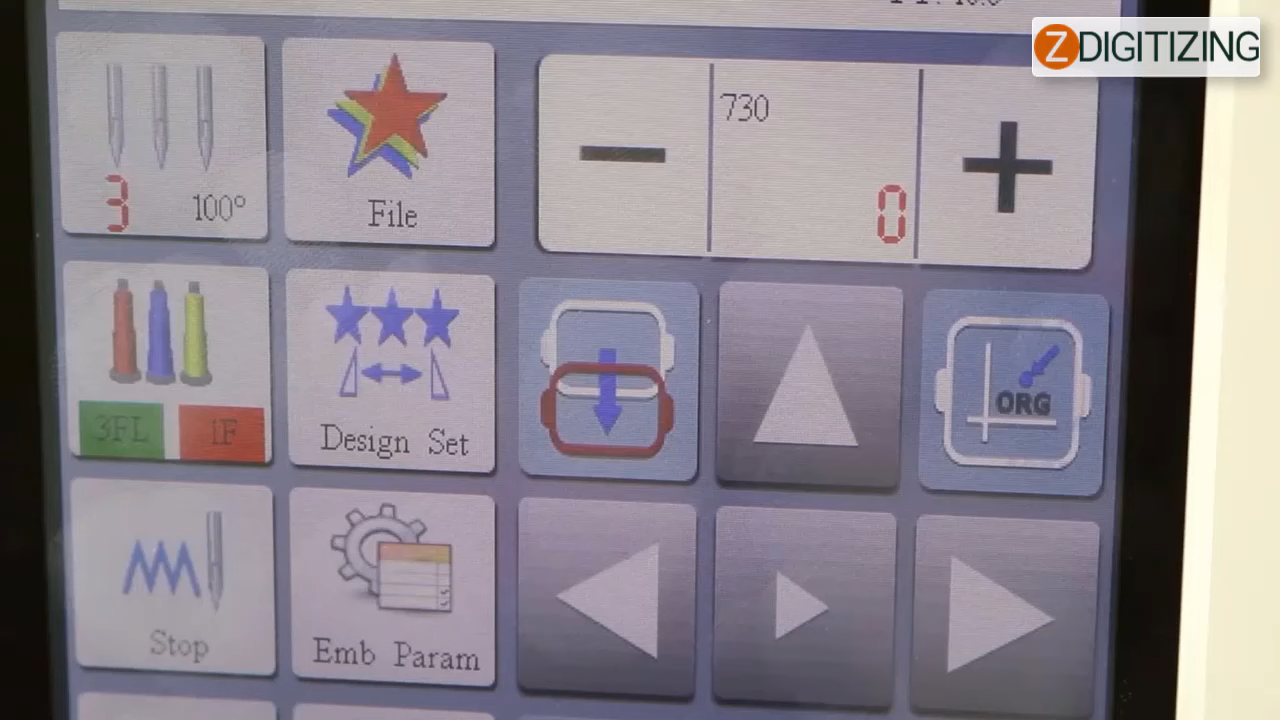 ZDIGITIZING
730
3 100°
File
0
3FL 1F
Design Set
ORG
Stop
Emb Param